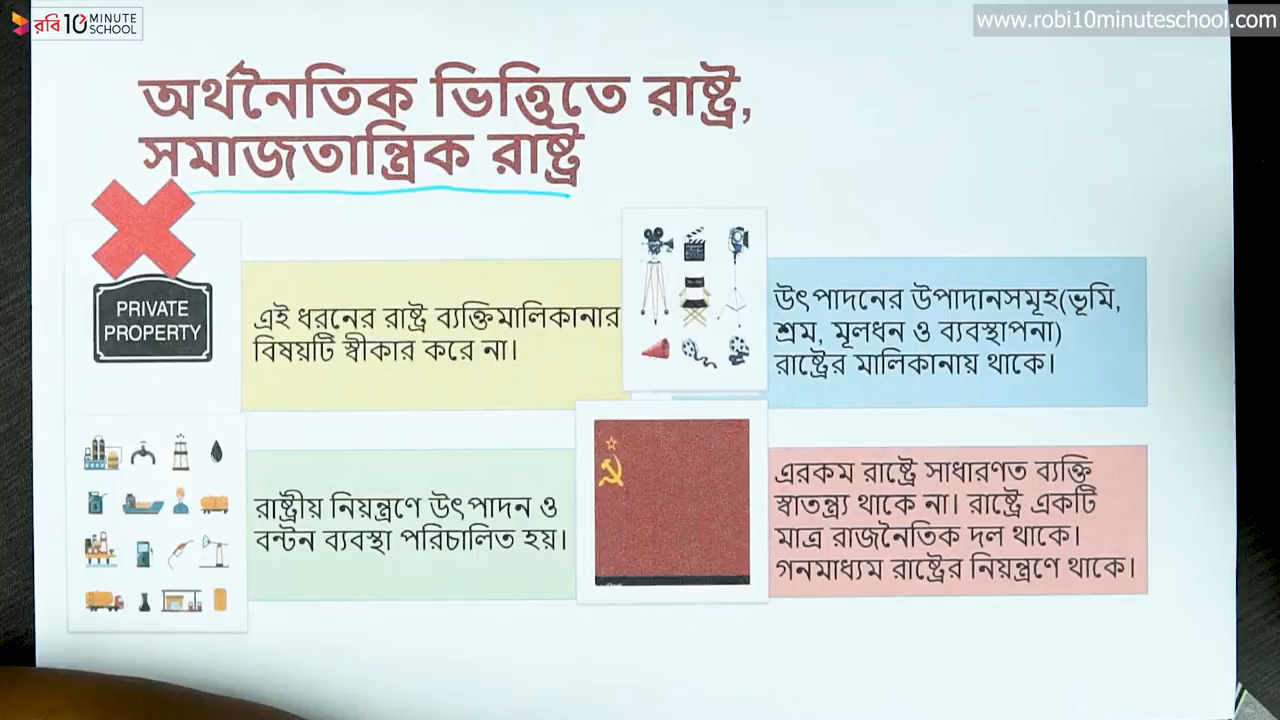 রবি 10 MINUTE SCHOOL
www.robi10minuteschool.com
অর্থনৈতিক ভিত্তিতে রাষ্ট্র,
সমাজতান্ত্রিক রাষ্ট্র
PRIVATE
PROPERTY
এই ধরনের রাষ্ট্র ব্যক্তিমালিকানার
বিষয়টি স্বীকার করে না।
উৎপাদনের উপাদানসমূহ(ভূমি,
শ্রম, মূলধন ও ব্যবস্থাপনা)
রাষ্ট্রের মালিকানায় থাকে।
রাষ্ট্রীয় নিয়ন্ত্রণে উৎপাদন ও
বন্টন ব্যবস্থা পরিচালিত হয়।
এরকম রাষ্ট্রে সাধারণত ব্যক্তি
স্বাতন্ত্র্য থাকে না। রাষ্ট্রে একটি
মাত্র রাজনৈতিক দল থাকে।
গনমাধ্যম রাষ্ট্রের নিয়ন্ত্রণে থাকে।